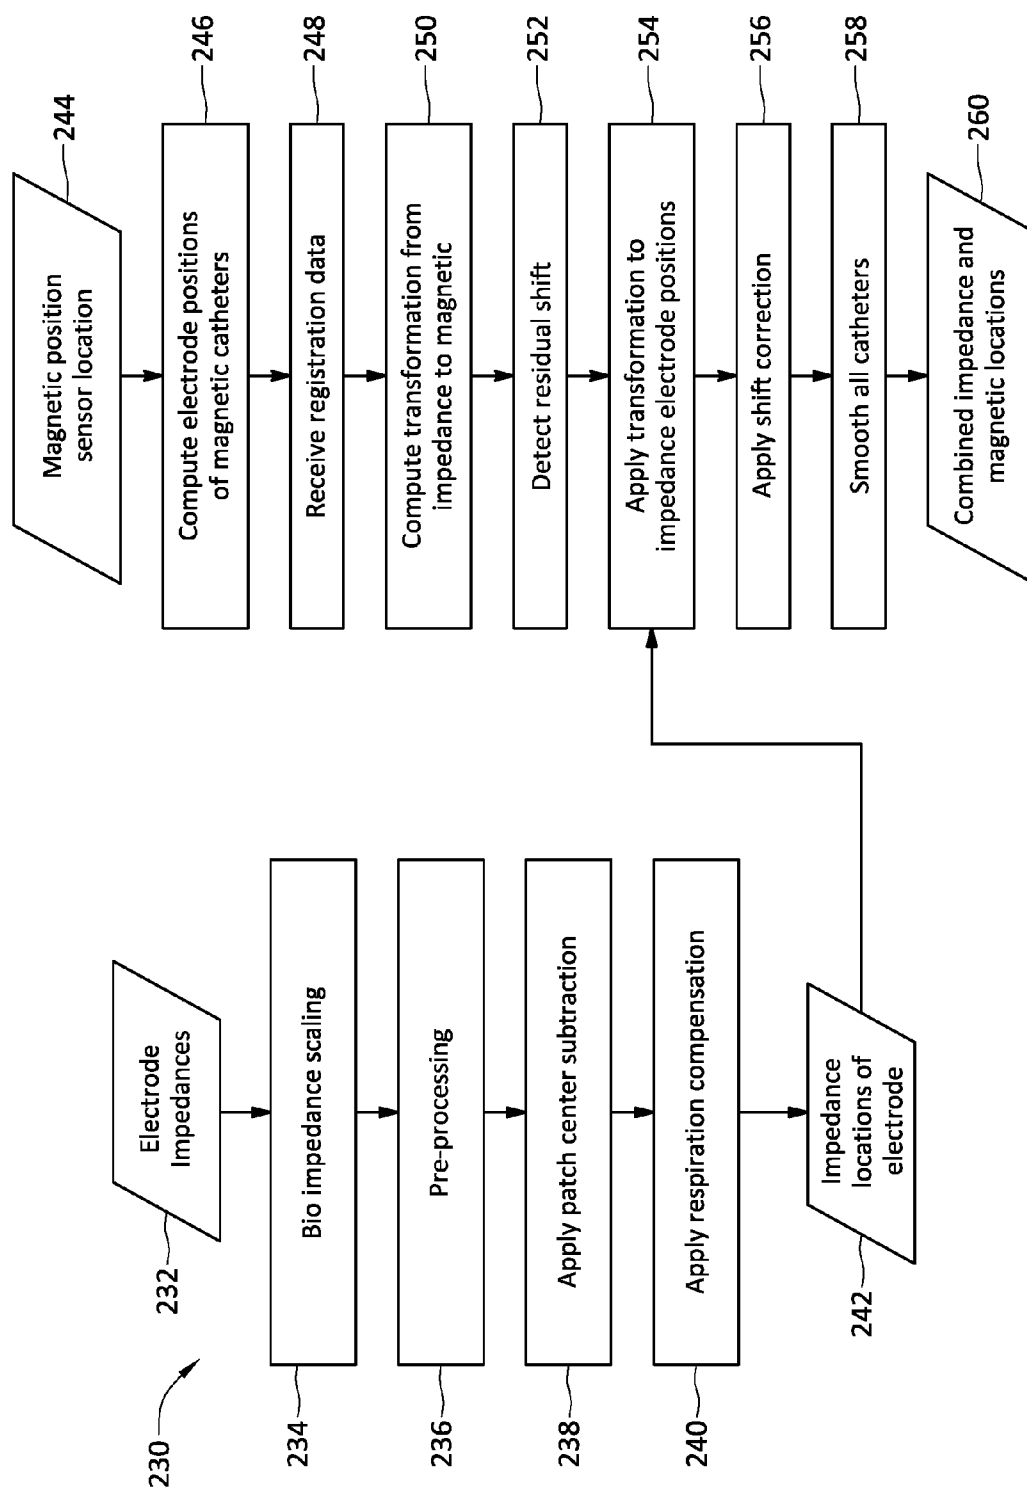 230
232
Electrode
Impedances
234
Bio impedance scaling
236
Pre-processing
238
Apply patch center subtraction
240
Apply respiration compensation
242
Impedance
locations of
electrode
244
Magnetic position
sensor location
246
Compute electrode positions
of magnetic catheters
248
Receive registration data
250
Compute transformation from
impedance to magnetic
252
Detect residual shift
254
Apply transformation to
impedance electrode positions
256
Apply shift correction
258
Smooth all catheters
260
Combined impedance and
magnetic locations